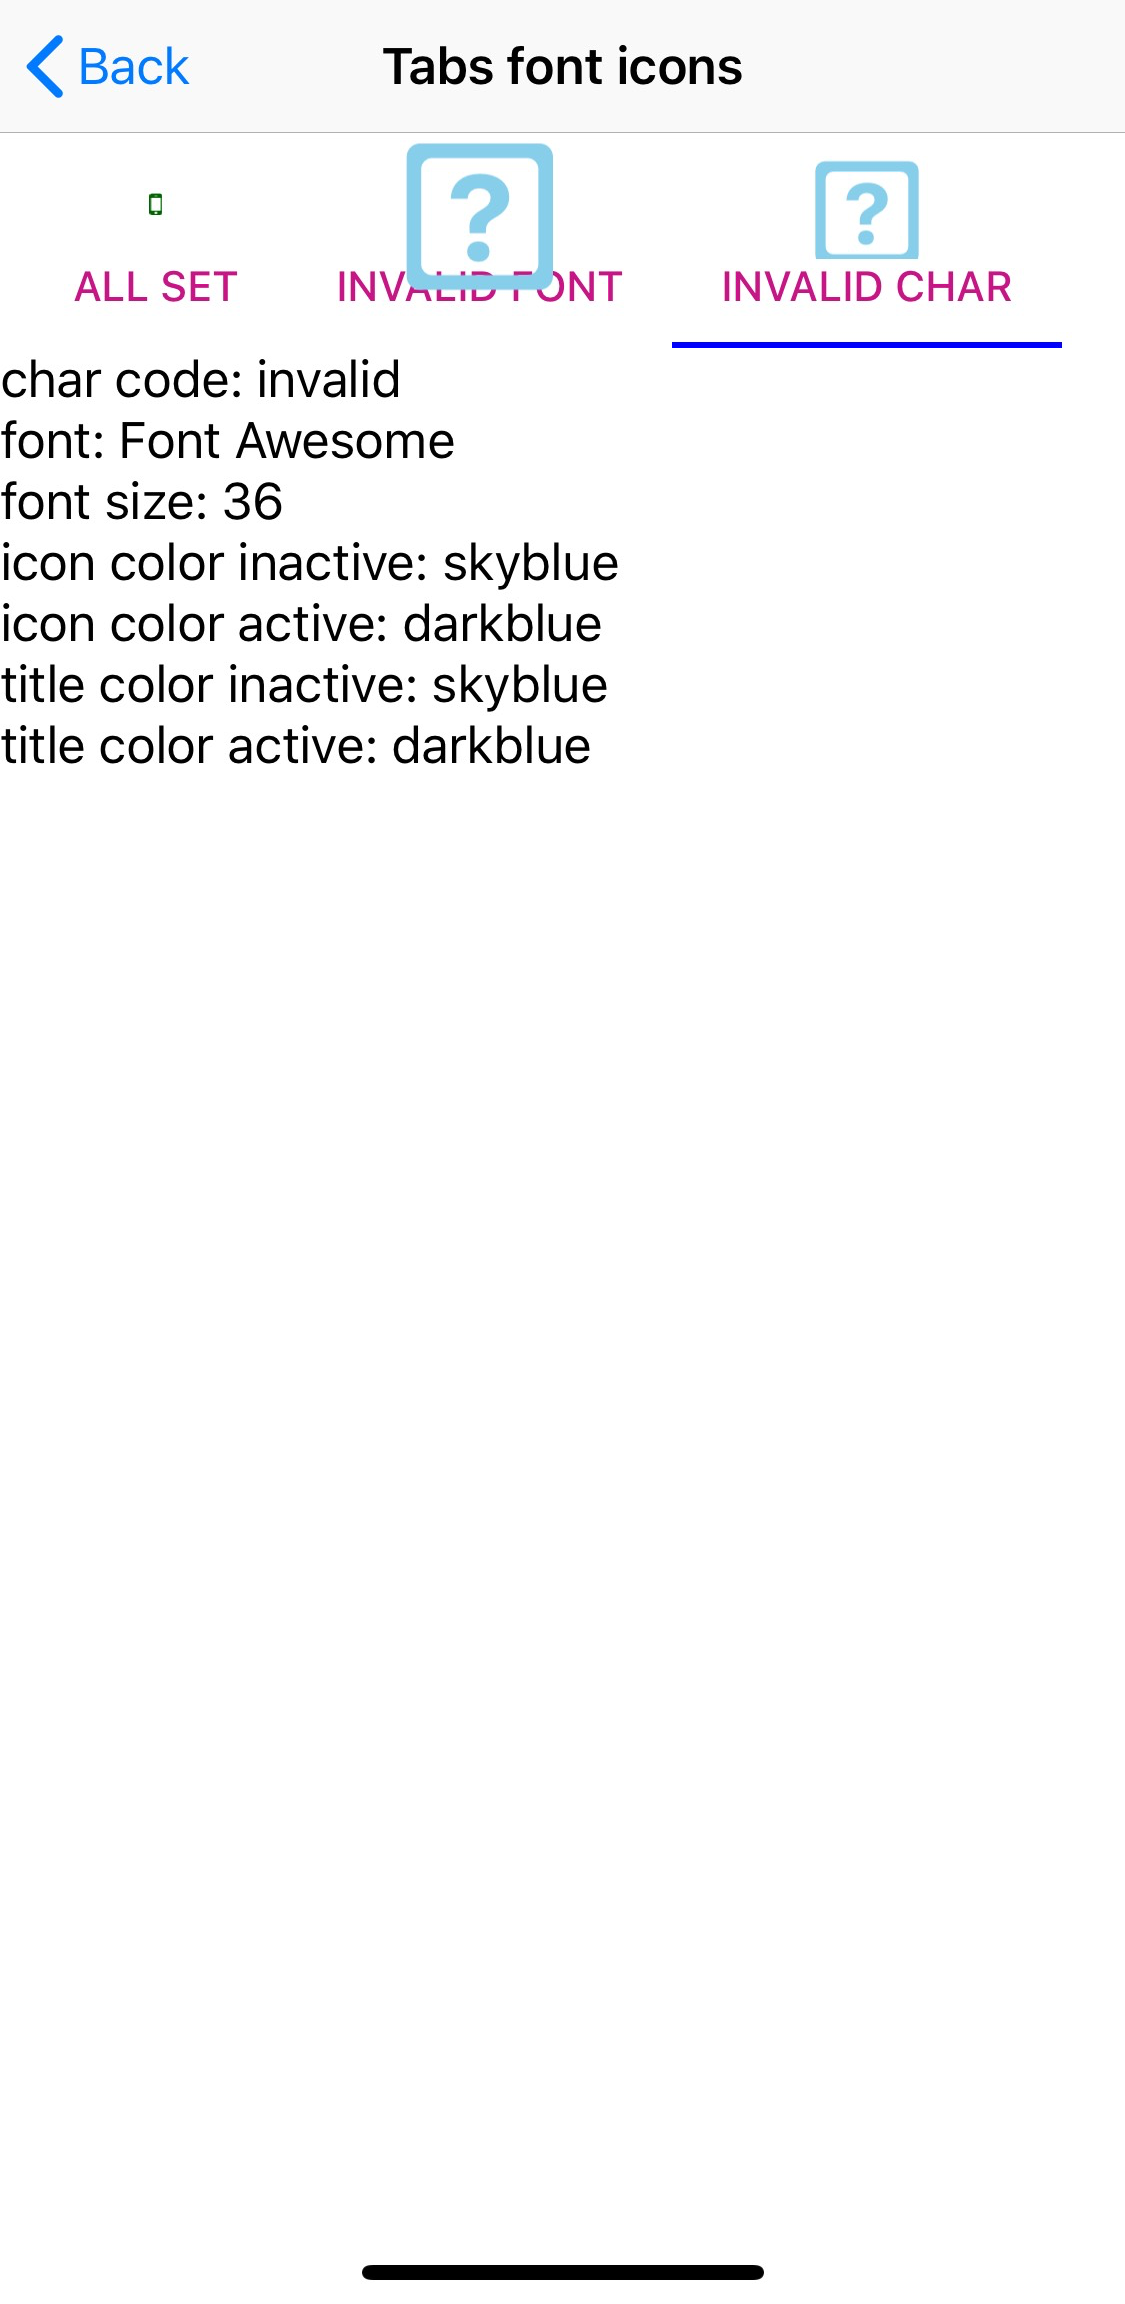 Back
Tabs font icons
?
?
ALL SET
INVALID FONT
INVALID CHAR
char code: invalid
font: Font Awesome
font size: 36
icon color inactive: skyblue
icon color active: darkblue
title color inactive: skyblue
title color active: darkblue